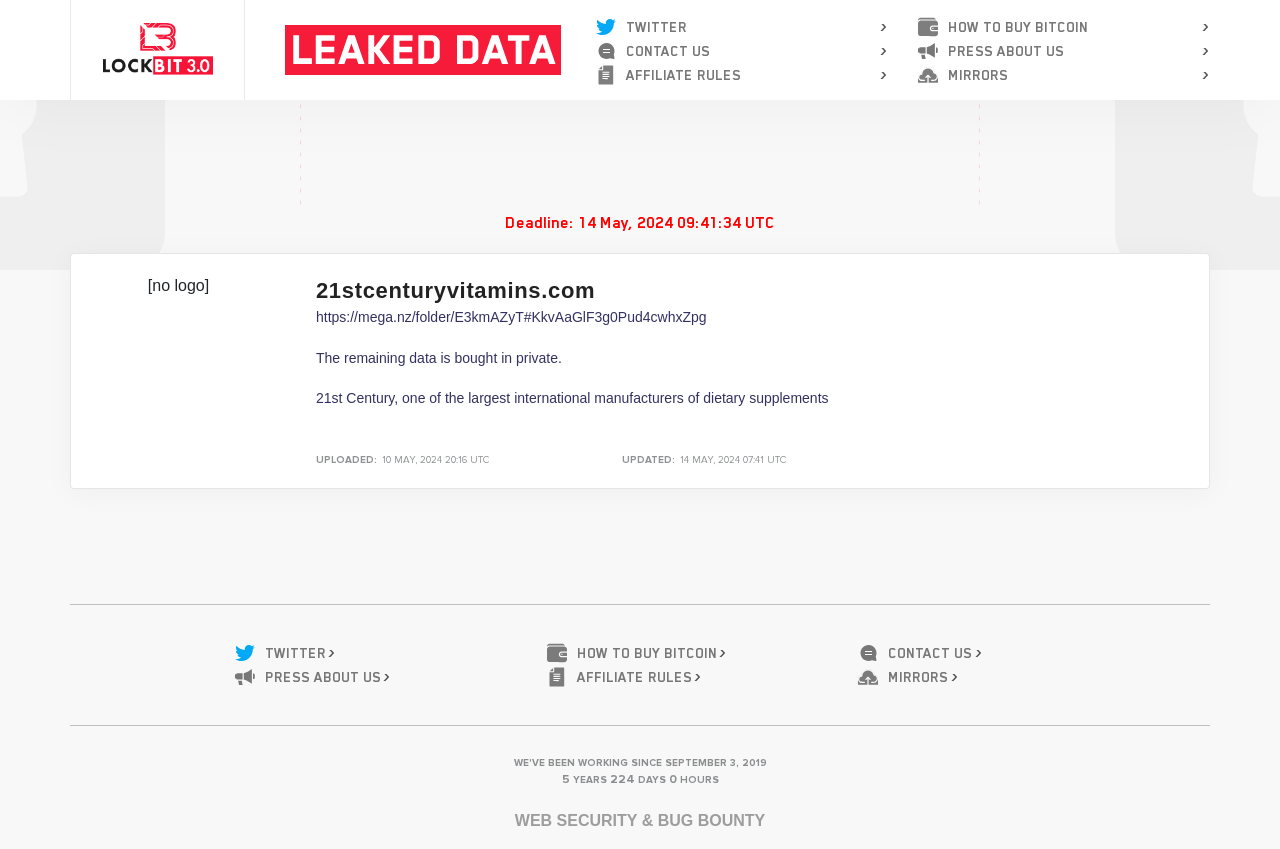 LOCKBIT 3.0
LEAKED DATA
TWITTER
CONTACT US
AFFILIATE RULES
HOW TO BUY BITCOIN
PRESS ABOUT US
MIRRORS
Deadline: 14 May, 2024 09:41:34 UTC
[no logo]
21stcenturyvitamins.com
https://mega.nz/folder/E3kmAZyT#KkvAaGlF3g0Pud4cwhxZpg
The remaining data is bought in private.
21st Century, one of the largest international manufacturers of dietary supplements
UPLOADED: 10 MAY, 2024 20:16 UTC
UPDATED: 14 MAY, 2024 07:41 UTC
TWITTER
PRESS ABOUT US
HOW TO BUY BITCOIN
AFFILIATE RULES
CONTACT US
MIRRORS
WE'VE BEEN WORKING SINCE SEPTEMBER 3, 2019
5 YEARS 224 DAYS 0 HOURS
WEB SECURITY & BUG BOUNTY